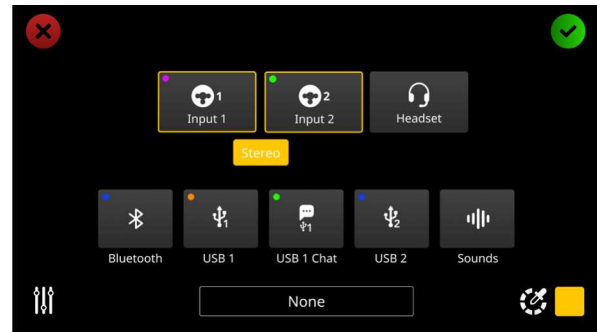 1
Input 1
2
Input 2
Headset
Stereo
Bluetooth
1
USB 1
1
USB 1 Chat
2
USB 2
Sounds
None